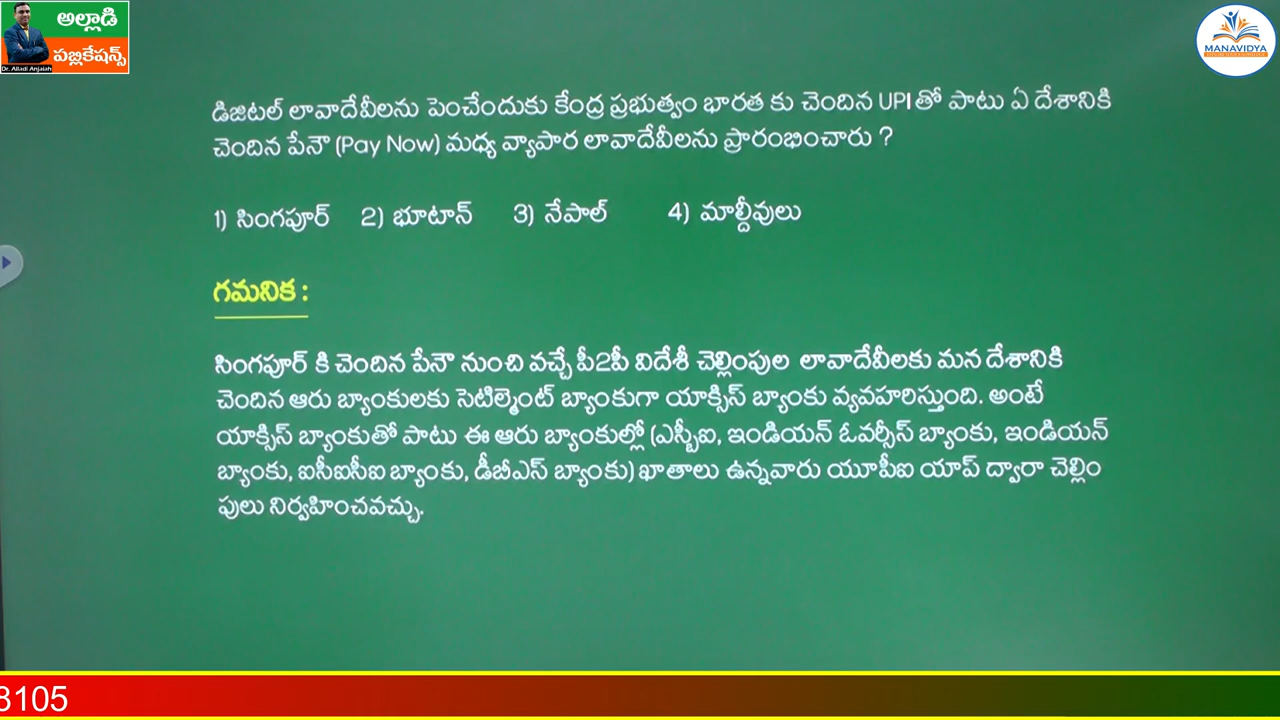 అల్లాడి
పబ్లికేషన్స్
Dr. Alladi Anjaiah
MANAVIDYA
డిజిటల్ లావాదేవీలను పెంచేందుకు కేంద్ర ప్రభుత్వం భారత కు చెందిన UPI తో పాటు ఏ దేశానికి
చెందిన పేనౌ (Pay Now) మధ్య వ్యాపార లావాదేవీలను ప్రారంభించారు ?
1) సింగపూర్ 2) భూటాన్ 3) నేపాల్ 4) మాల్దీవులు
గమనిక :
సింగపూర్ కి చెందిన పేనౌ నుంచి వచ్చే పీ2పీ విదేశీ చెల్లింపుల లావాదేవీలకు మన దేశానికి
చెందిన ఆరు బ్యాంకులకు సెటిల్మెంట్ బ్యాంకుగా యాక్సిస్ బ్యాంకు వ్యవహరిస్తుంది. అంటే
యాక్సిస్ బ్యాంకుతో పాటు ఈ ఆరు బ్యాంకుల్లో (ఎస్బీఐ, ఇండియన్ ఓవర్సీస్ బ్యాంకు, ఇండియన్
బ్యాంకు, ఐసీఐసీఐ బ్యాంకు, డీబీఎస్ బ్యాంకు) ఖాతాలు ఉన్నవారు యూపీఐ యాప్ ద్వారా చెల్లిం
పులు నిర్వహించవచ్చు.
8105